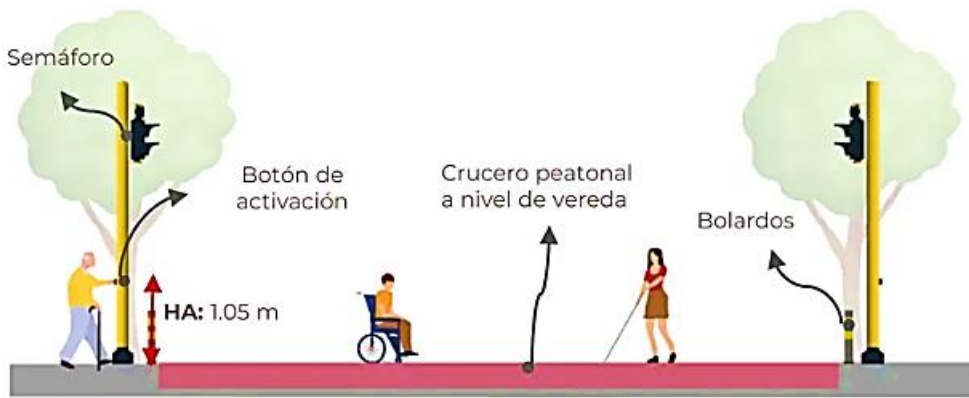 Semáforo
Botón de
activación
Crucero peatonal
a nivel de vereda
Bolardos
HA: 1.05 m